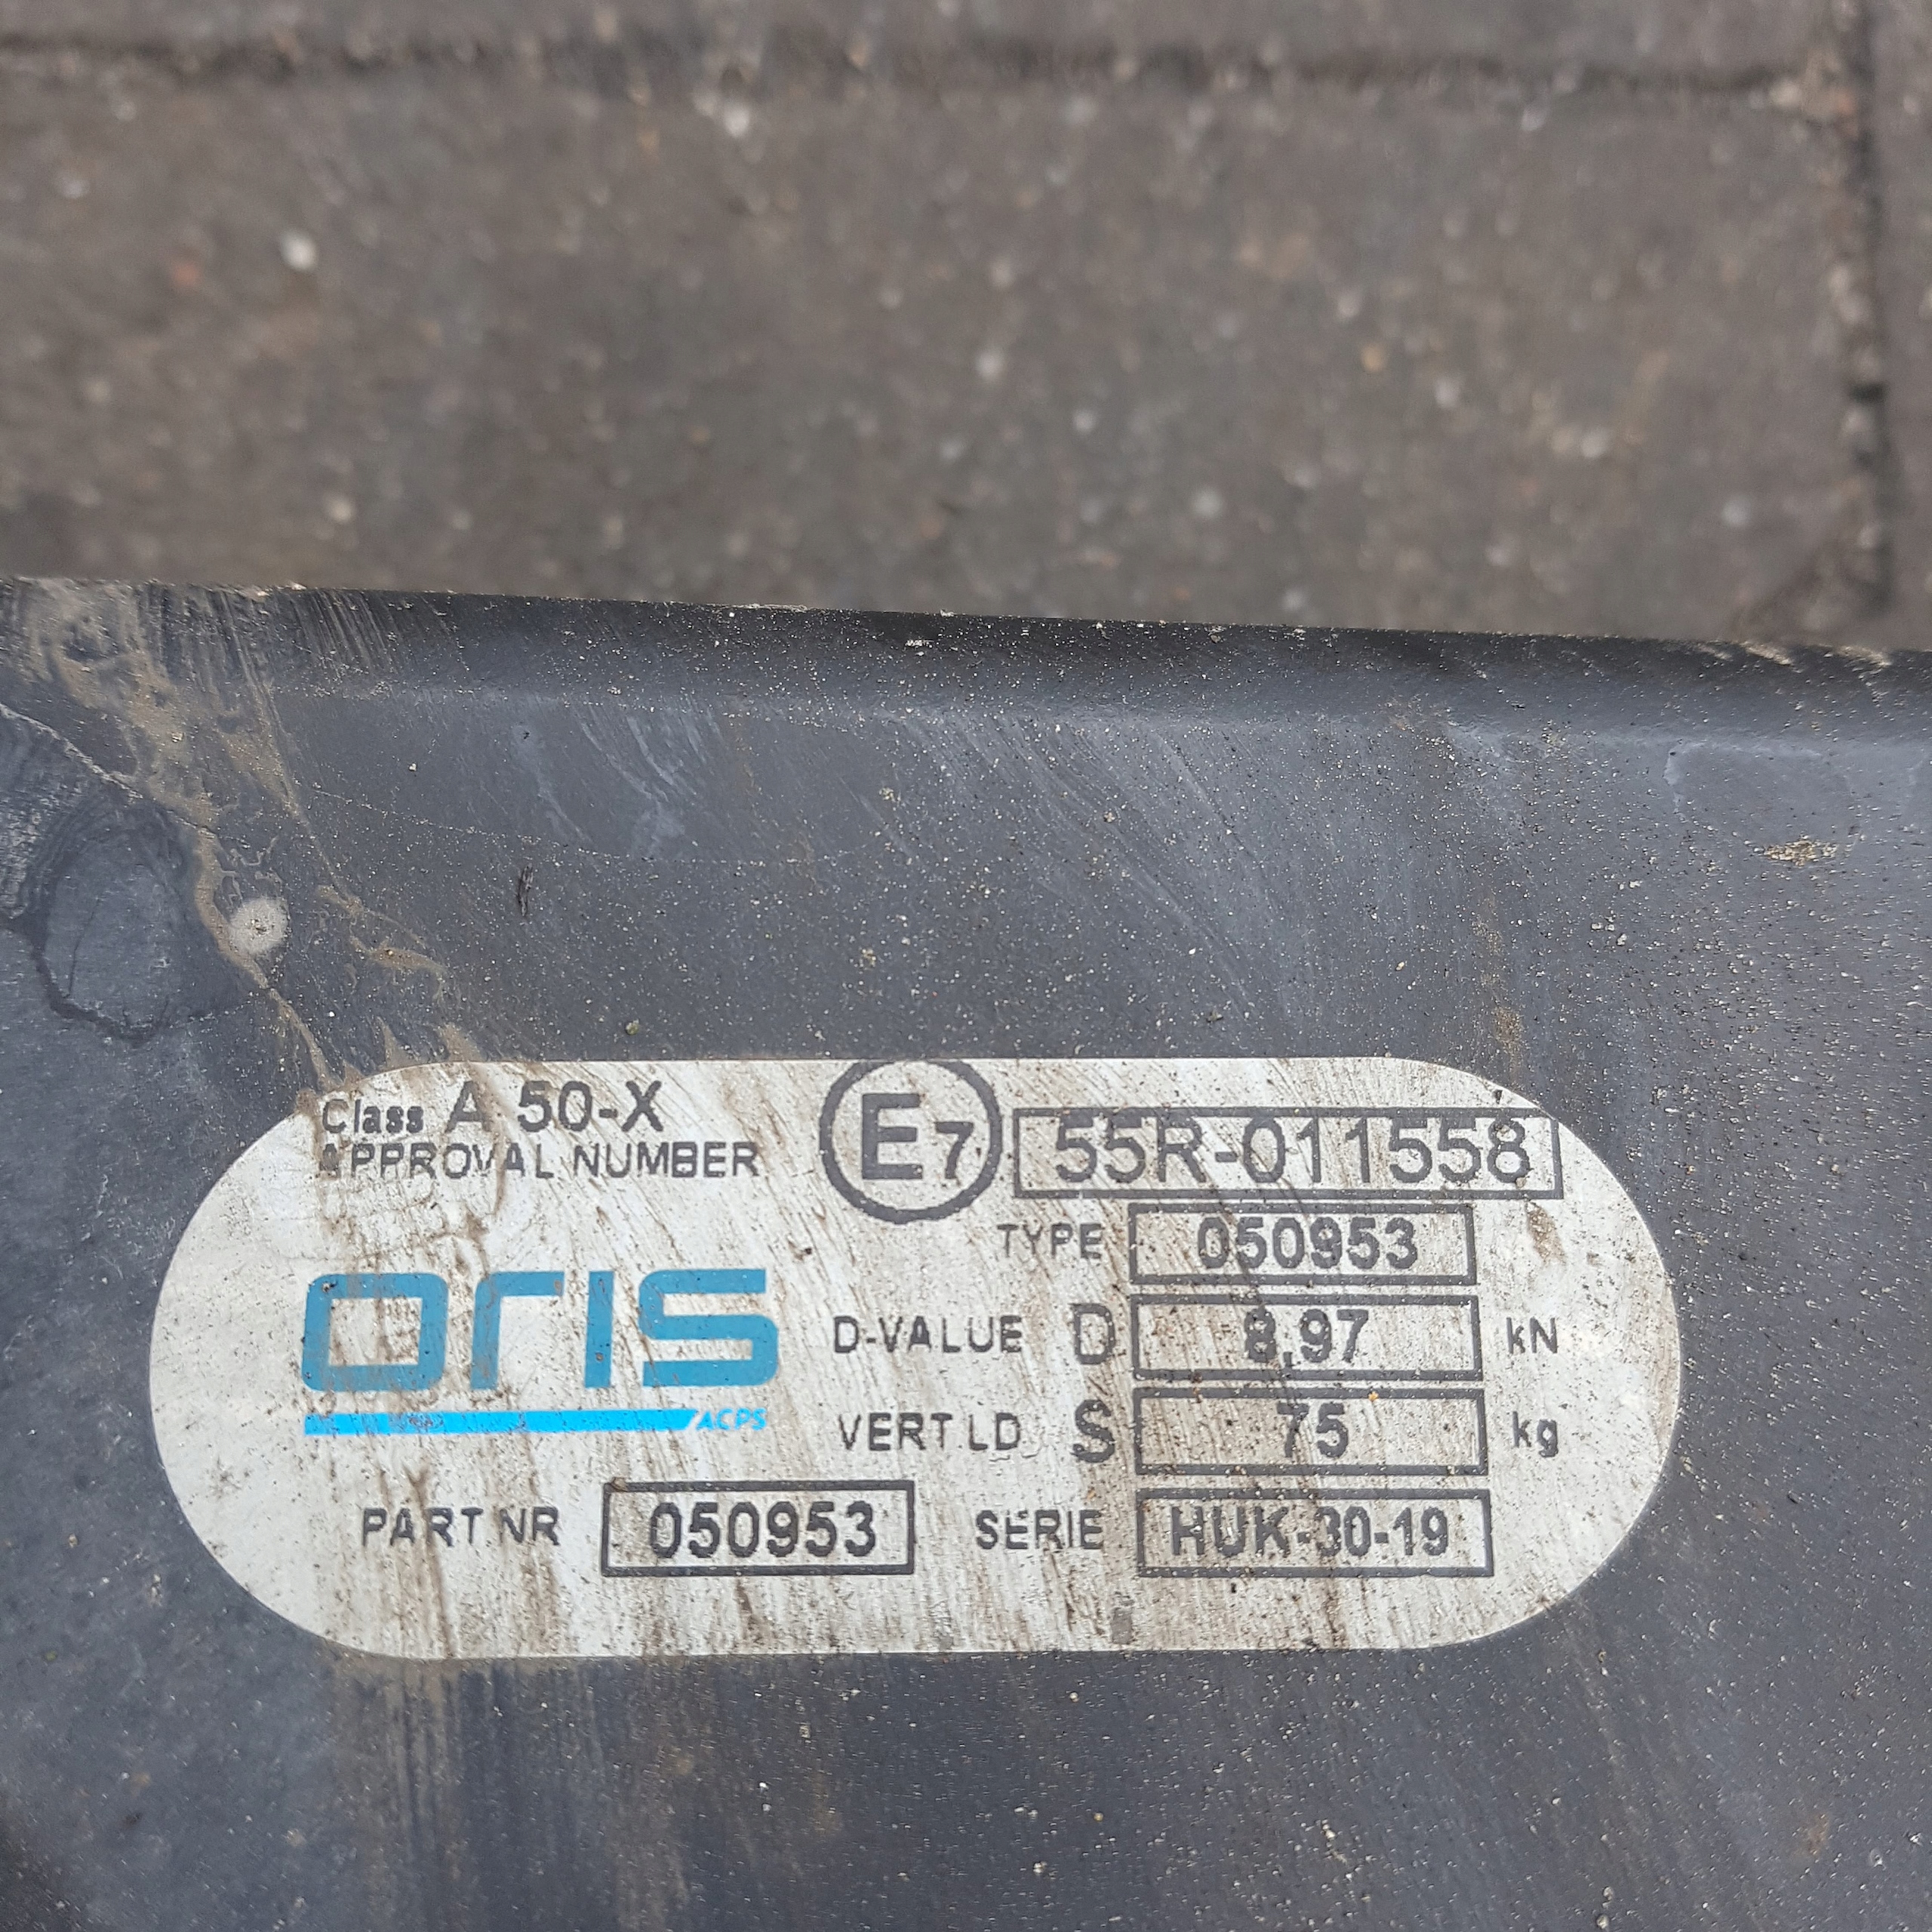 Class A 50-X
APPROVAL NUMBER E7 55R-011558
TYPE 050953
oris
ACPS
D-VALUE D 8,97 kN
VERT.LD S 75 kg
PART NR 050953 SERIE HUK-30-19